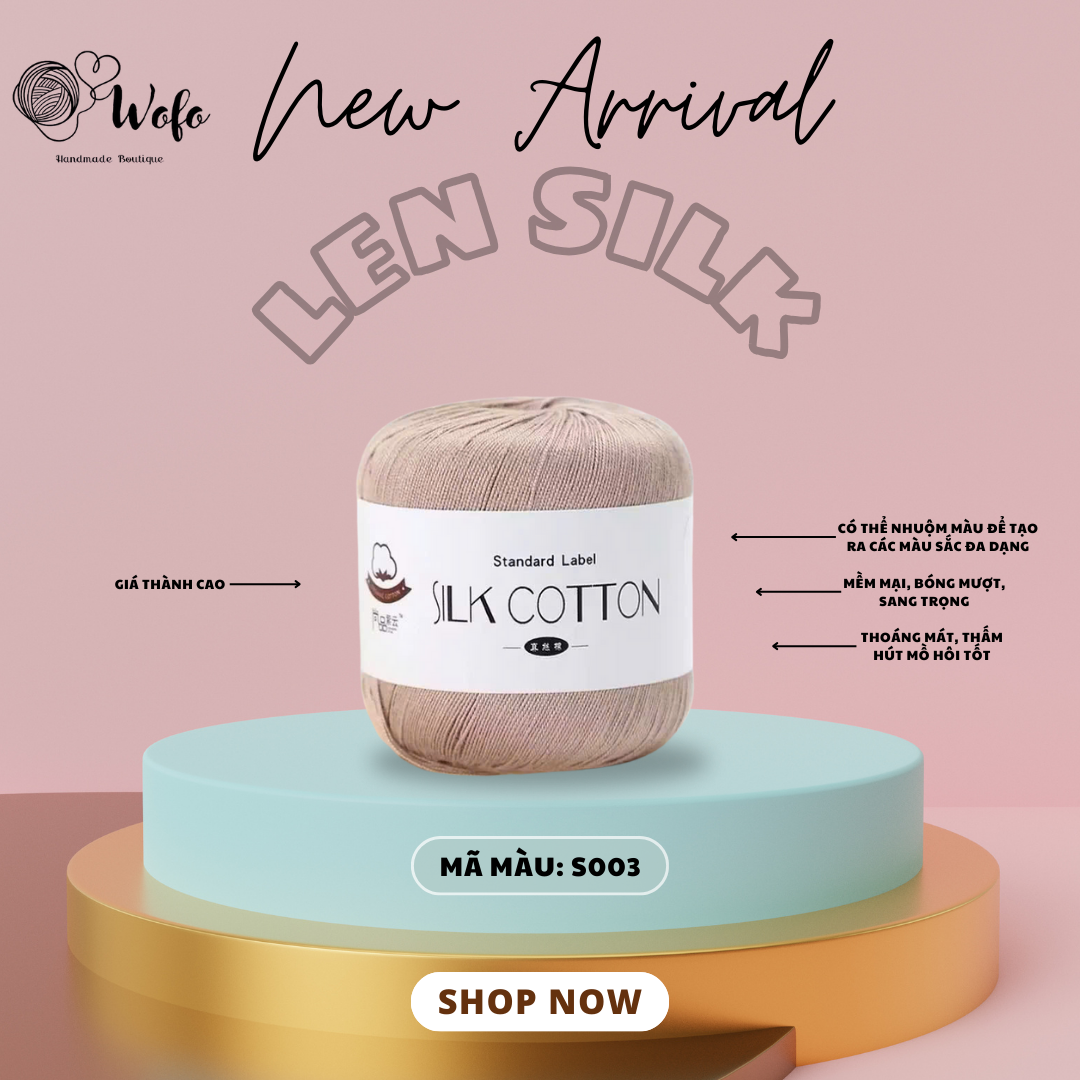 Wofo
Handmade Boutique
New Arrival
LEN SILK
CÓ THỂ NHUỘM MÀU ĐỂ TẠO
RA CÁC MÀU SẮC ĐA DẠNG
GIÁ THÀNH CAO
MỀM MẠI, BÓNG MƯỢT,
SANG TRỌNG
THOÁNG MÁT, THẤM
HÚT MỒ HÔI TỐT
Standard Label
SILK COTTON
MÃ MÀU: S003
SHOP NOW